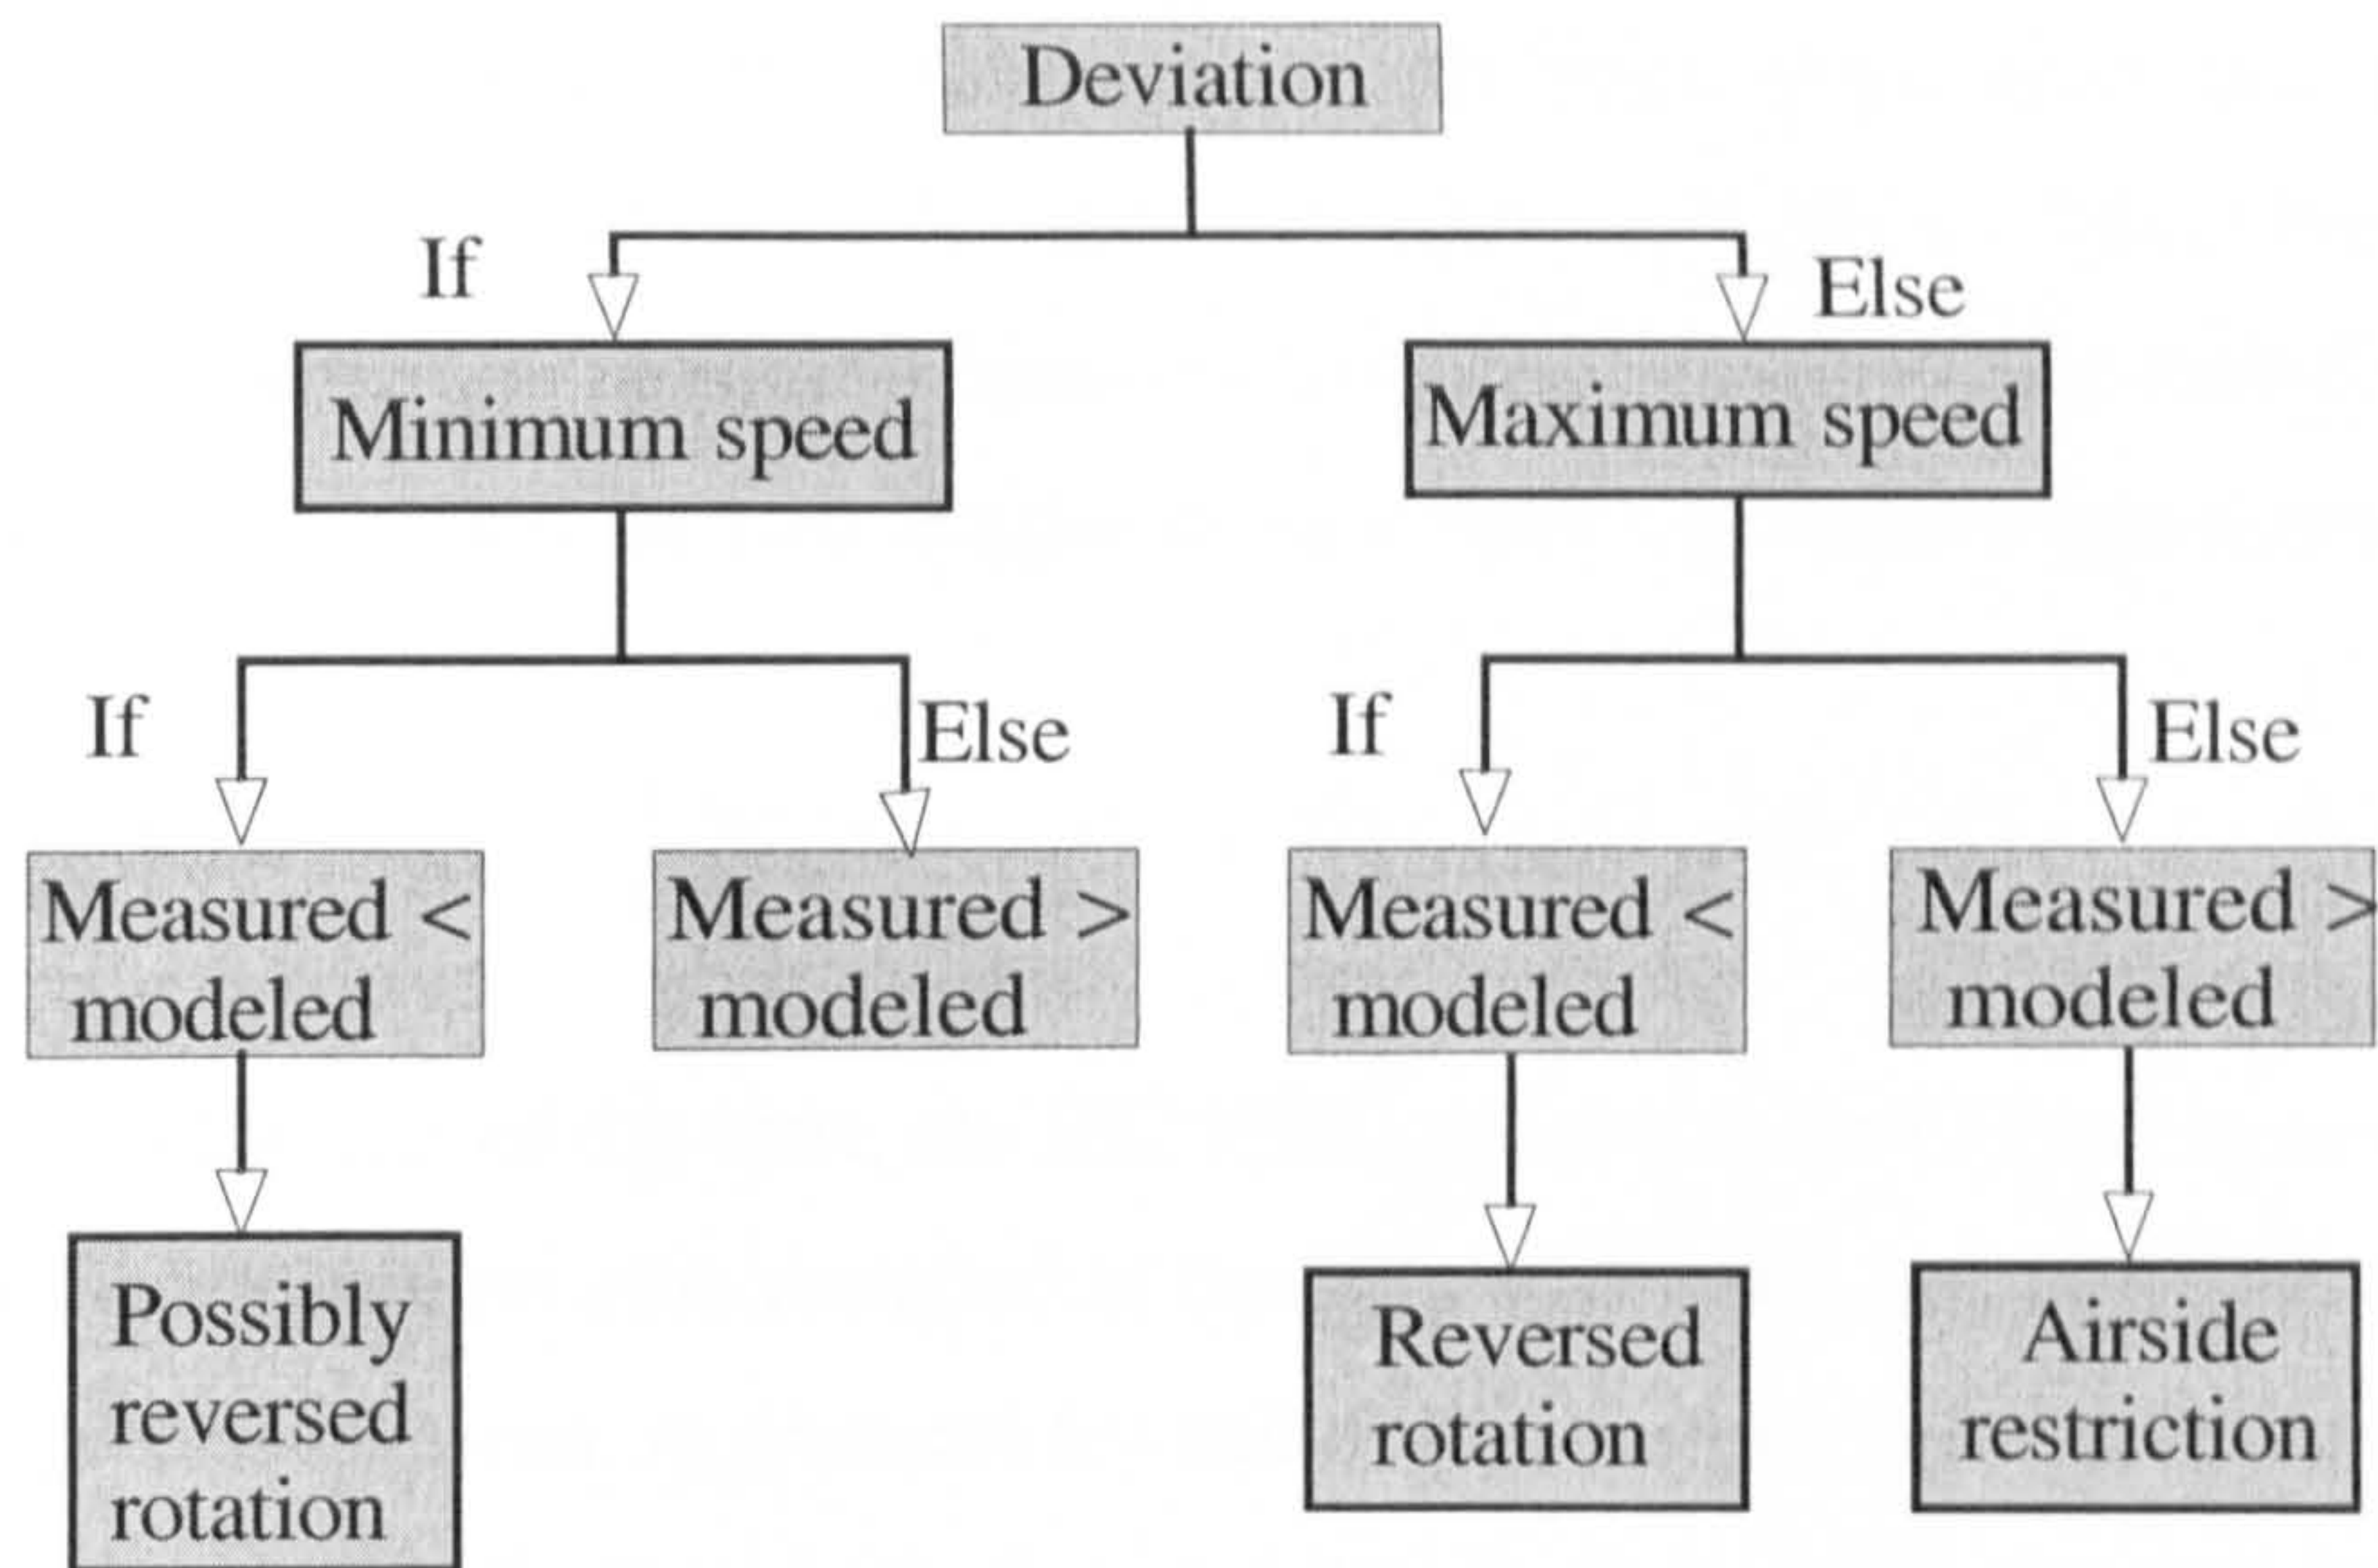 Deviation
If
Else
Minimum speed
Maximum speed
If
Else
If
Else
Measured <
modeled
Measured >
modeled
Measured <
modeled
Measured >
modeled
Possibly
reversed
rotation
Reversed
rotation
Airside
restriction